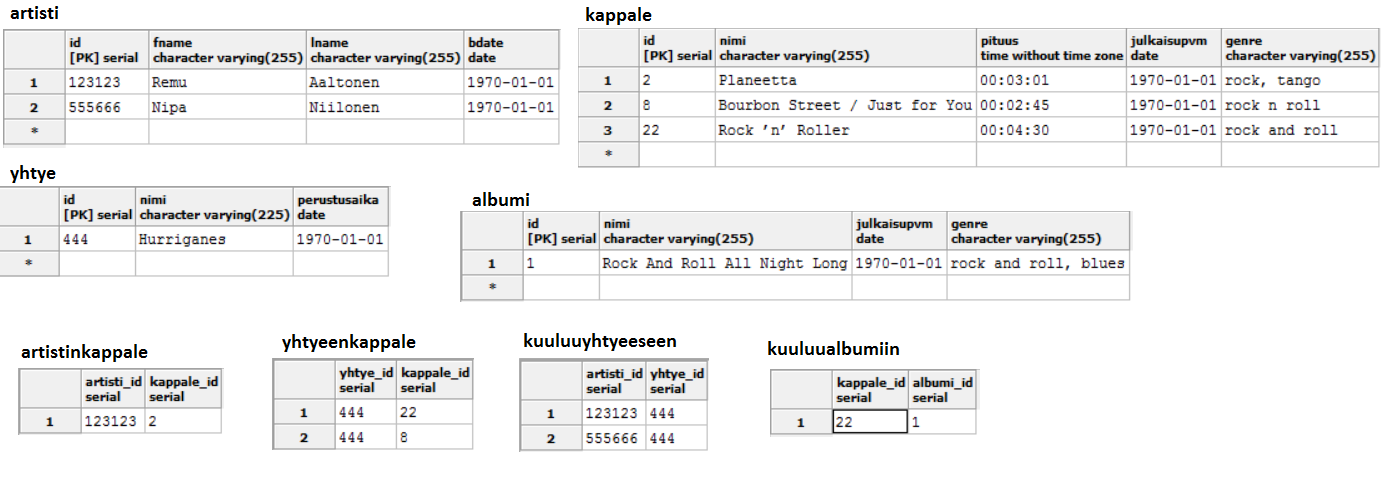 artisti
id fname lname bdate
[PK] serial character varying(255) character varying(255) date
1 123123 Remu Aaltonen 1970-01-01
2 555666 Nipa Niilonen 1970-01-01
*
kappale
id nimi pituus julkaisupvm genre
[PK] serial character varying(255) time without time zone date character varying(255)
1 2 Planeetta 00:03:01 1970-01-01 rock, tango
2 8 Bourbon Street / Just for You 00:02:45 1970-01-01 rock n roll
3 22 Rock ’n’ Roller 00:04:30 1970-01-01 rock and roll
*
yhtye
id nimi perustusaika
[PK] serial character varying(225) date
1 444 Hurriganes 1970-01-01
*
albumi
id nimi julkaisupvm genre
[PK] serial character varying(255) date character varying(255)
1 1 Rock And Roll All Night Long 1970-01-01 rock and roll, blues
*
artistinkappale
artisti_id kappale_id
serial serial
1 123123 2
yhtyeenkappale
yhtye_id kappale_id
serial serial
1 444 22
2 444 8
kuuluuyhtyeeseen
artisti_id yhtye_id
serial serial
1 123123 444
2 555666 444
kuuluualbumiin
kappale_id albumi_id
serial serial
1 22 1